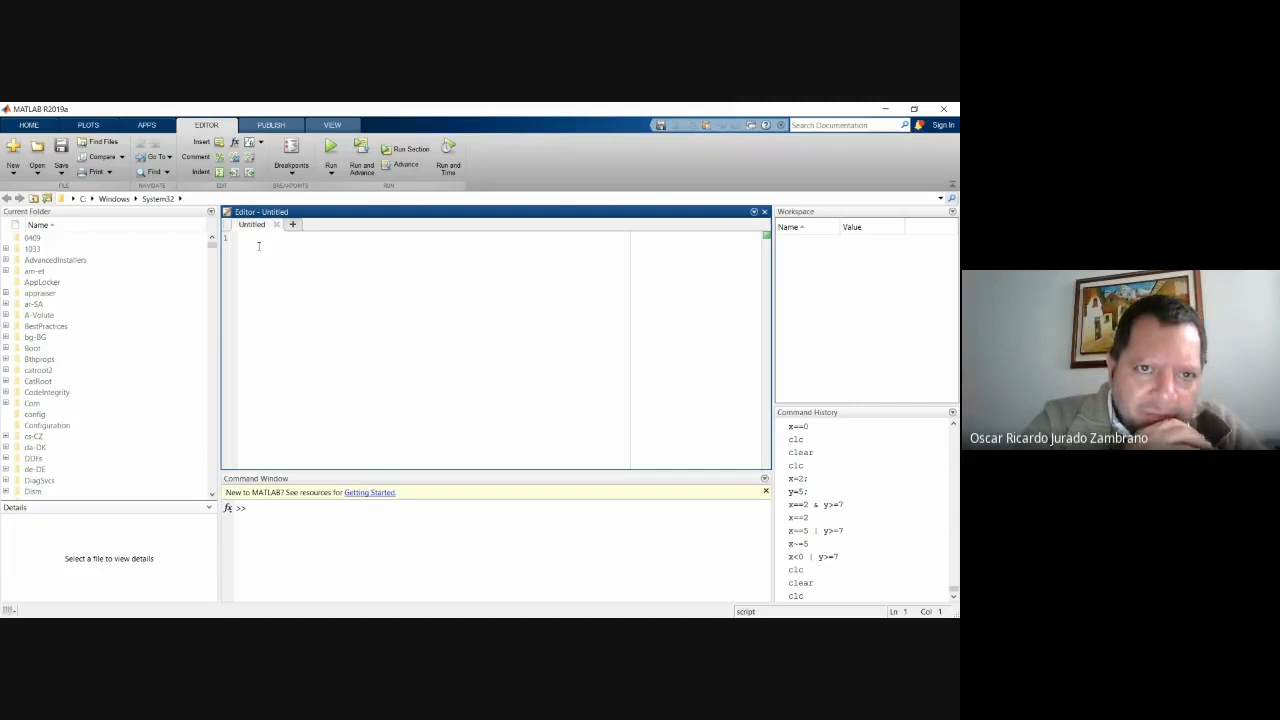 MATLAB R2019a
HOME PLOTS APPS EDITOR PUBLISH VIEW Search Documentation Sign In
New Open Save Find Files Compare Print Go To Find Insert Comment Indent Breakpoints Run Run and Advance Run Section Advance Run and Time
FILE NAVIGATE EDIT BREAKPOINTS RUN
C: Windows System32
Current Folder
Name
0409
1033
AdvancedInstallers
am-et
AppLocker
appraiser
ar-SA
A-Volute
BestPractices
bg-BG
Boot
Bthprops
catroot2
CatRoot
CodeIntegrity
Com
config
Configuration
cs-CZ
da-DK
DDFs
de-DE
DiagSvcs
Dism
Details
Select a file to view details
Editor - Untitled
Untitled
1
Command Window
New to MATLAB? See resources for Getting Started.
fx >>
Workspace
Name Value
Command History
x==0
clc
clear
clc
x=2;
y=5;
x==2 & y>=7
x==2
x==5 | y>=7
x~=5
x<0 | y>=7
clc
clear
clc
script Ln 1 Col 1
Oscar Ricardo Jurado Zambrano